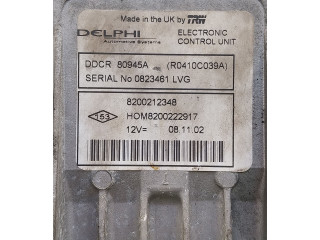 Made in the UK by TRW
DELPHI ELECTRONIC
Automotive Systems CONTROL UNIT
DDCR 80945A (R0410C039A)
SERIAL No 0823461 LVG
8200212348
153 HOM8200222917
12V= 08.11.02